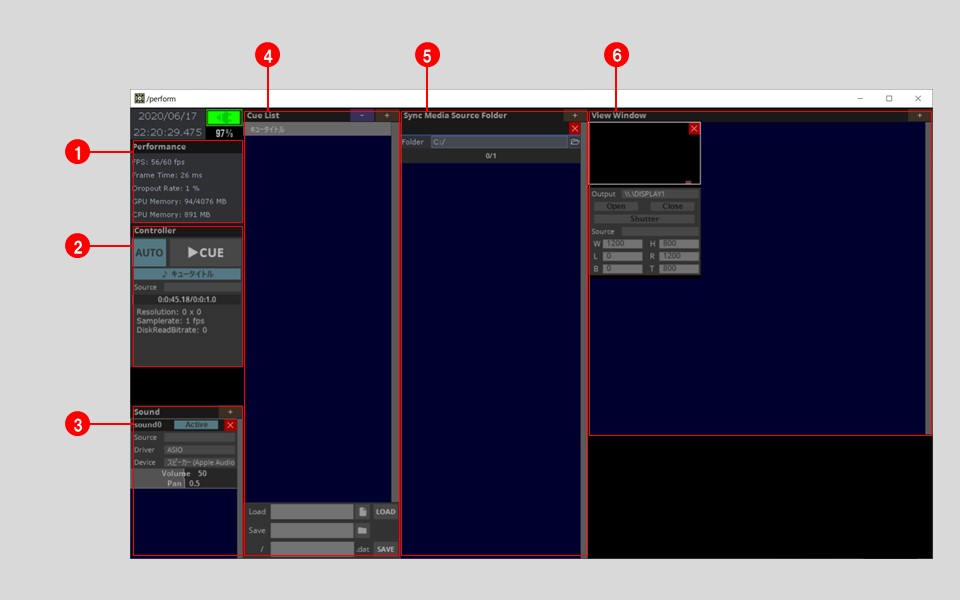 4
5
6
/perform
2020/06/17
22:20:29.475 97%
1
Performance
FPS: 56/60 fps
Frame Time: 26 ms
Dropout Rate: 1 %
GPU Memory: 94/4076 MB
CPU Memory: 891 MB
2
Controller
AUTO ▶CUE
♪ キュータイトル
Source
0:0:45.18/0:0:1.0
Resolution: 0 x 0
Samplerate: 1 fps
DiskReadBitrate: 0
3
Sound +
sound0 Active X
Source
Driver ASIO
Device スピーカー (Apple Audio
Volume 50
Pan 0.5
Cue List - +
キュータイトル
Load LOAD
Save
/ .dat SAVE
Sync Media Source Folder +
X
Folder C:/
0/1
View Window +
X
Output \\.\DISPLAY1
Open Close
Shutter
Source
W 1200 H 800
L 0 R 1200
B 0 T 800